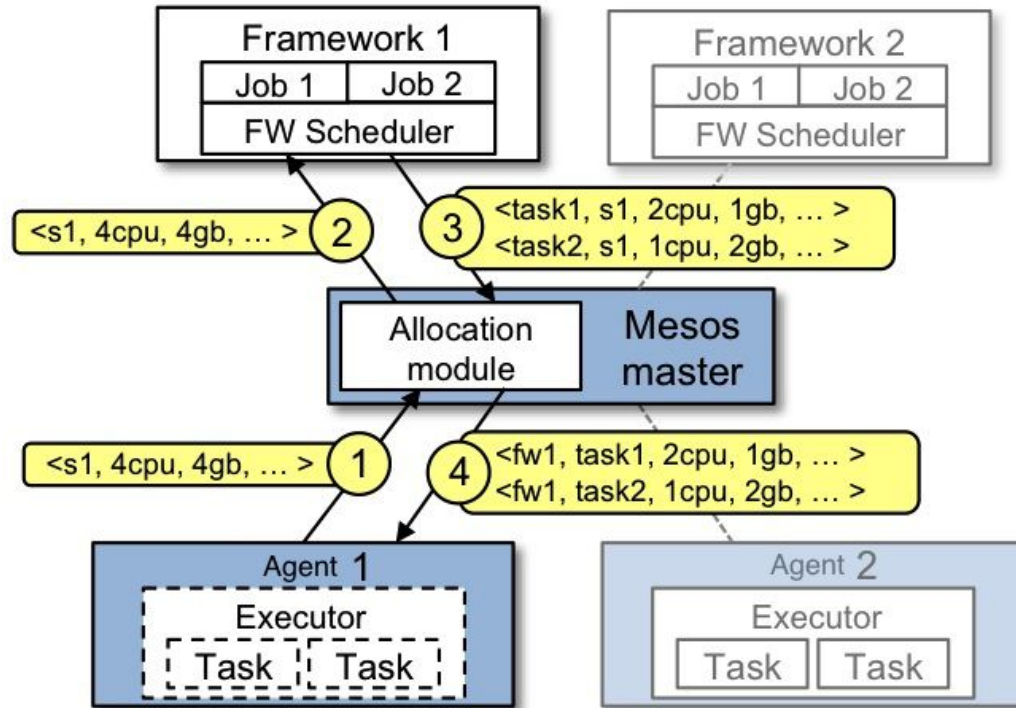 Framework 1
Job 1 Job 2
FW Scheduler
Framework 2
Job 1 Job 2
FW Scheduler
<s1, 4cpu, 4gb, … >
2
3
<task1, s1, 2cpu, 1gb, … >
<task2, s1, 1cpu, 2gb, … >
Allocation
module
Mesos
master
<s1, 4cpu, 4gb, … >
1
4
<fw1, task1, 2cpu, 1gb, … >
<fw1, task2, 1cpu, 2gb, … >
Agent 1
Executor
Task Task
Agent 2
Executor
Task Task